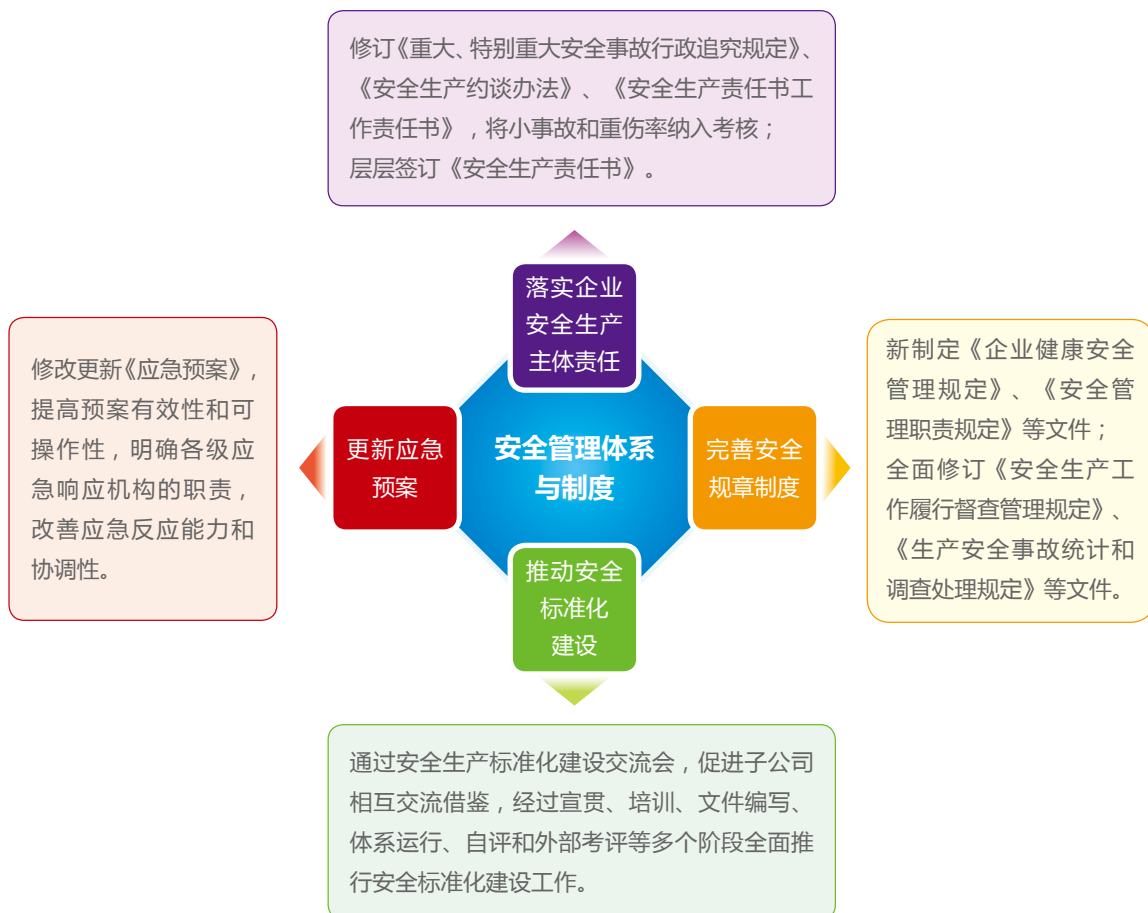 修订《重大、特别重大安全事故行政追究规定》、
《安全生产约谈办法》、《安全生产责任书工
作责任书》，将小事故和重伤率纳入考核；
层层签订《安全生产责任书》。
落实企业
安全生产
主体责任
修改更新《应急预案》，
提高预案有效性和可
操作性，明确各级应
急响应机构的职责，
改善应急反应能力和
协调性。
更新应急
预案
安全管理体系
与制度
完善安全
规章制度
新制定《企业健康安全
管理规定》、《安全管
理职责规定》等文件；
全面修订《安全生产工
作履行督查管理规定》、
《生产安全事故统计和
调查处理规定》等文件。
推动安全
标准化
建设
通过安全生产标准化建设交流会，促进子公司
相互交流借鉴，经过宣贯、培训、文件编写、
体系运行、自评和外部考评等多个阶段全面推
行安全标准化建设工作。